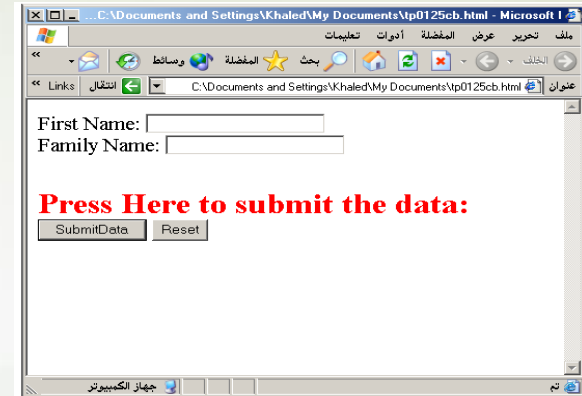 ...C:\Documents and Settings\Khaled\My Documents\tp0125cb.html - Microsoft I
ملف تحرير عرض المفضلة أدوات تعليمات
الخلف بحث المفضلة وسائط
عنوان C:\Documents and Settings\Khaled\My Documents\tp0125cb.html انتقال Links
First Name:
Family Name:
Press Here to submit the data:
SubmitData Reset
تم جهاز الكمبيوتر